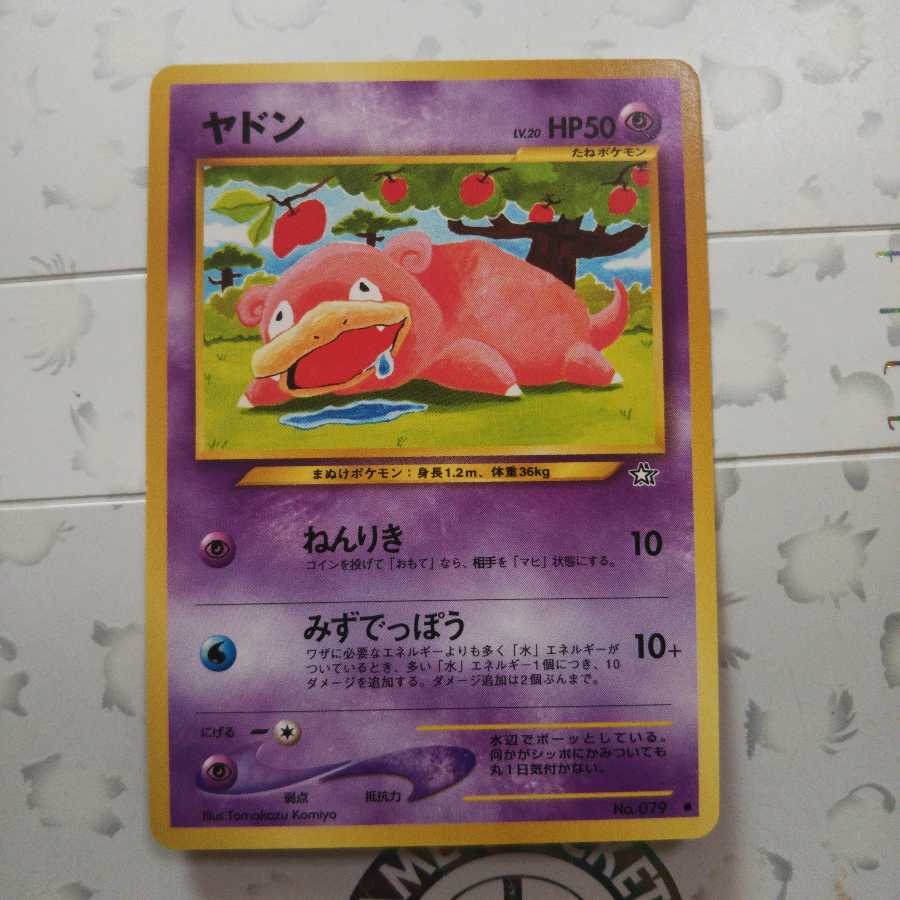 ヤドン LV.20 HP50
たねポケモン
まぬけポケモン：身長1.2m、体重36kg
ねんりき 10
コインを投げて「おもて」なら、相手を「マヒ」状態にする。
みずでっぽう 10+
ワザに必要なエネルギーよりも多く「水」エネルギーが
ついているとき、多い「水」エネルギー1個につき、10
ダメージを追加する。ダメージ追加は2個ぶんまで。
にげる
水辺でボーッとしている。
何かがシッポにかみついても
丸1日気付かない。
弱点 抵抗力
Illus.Tomokazu Komiya
No. 079